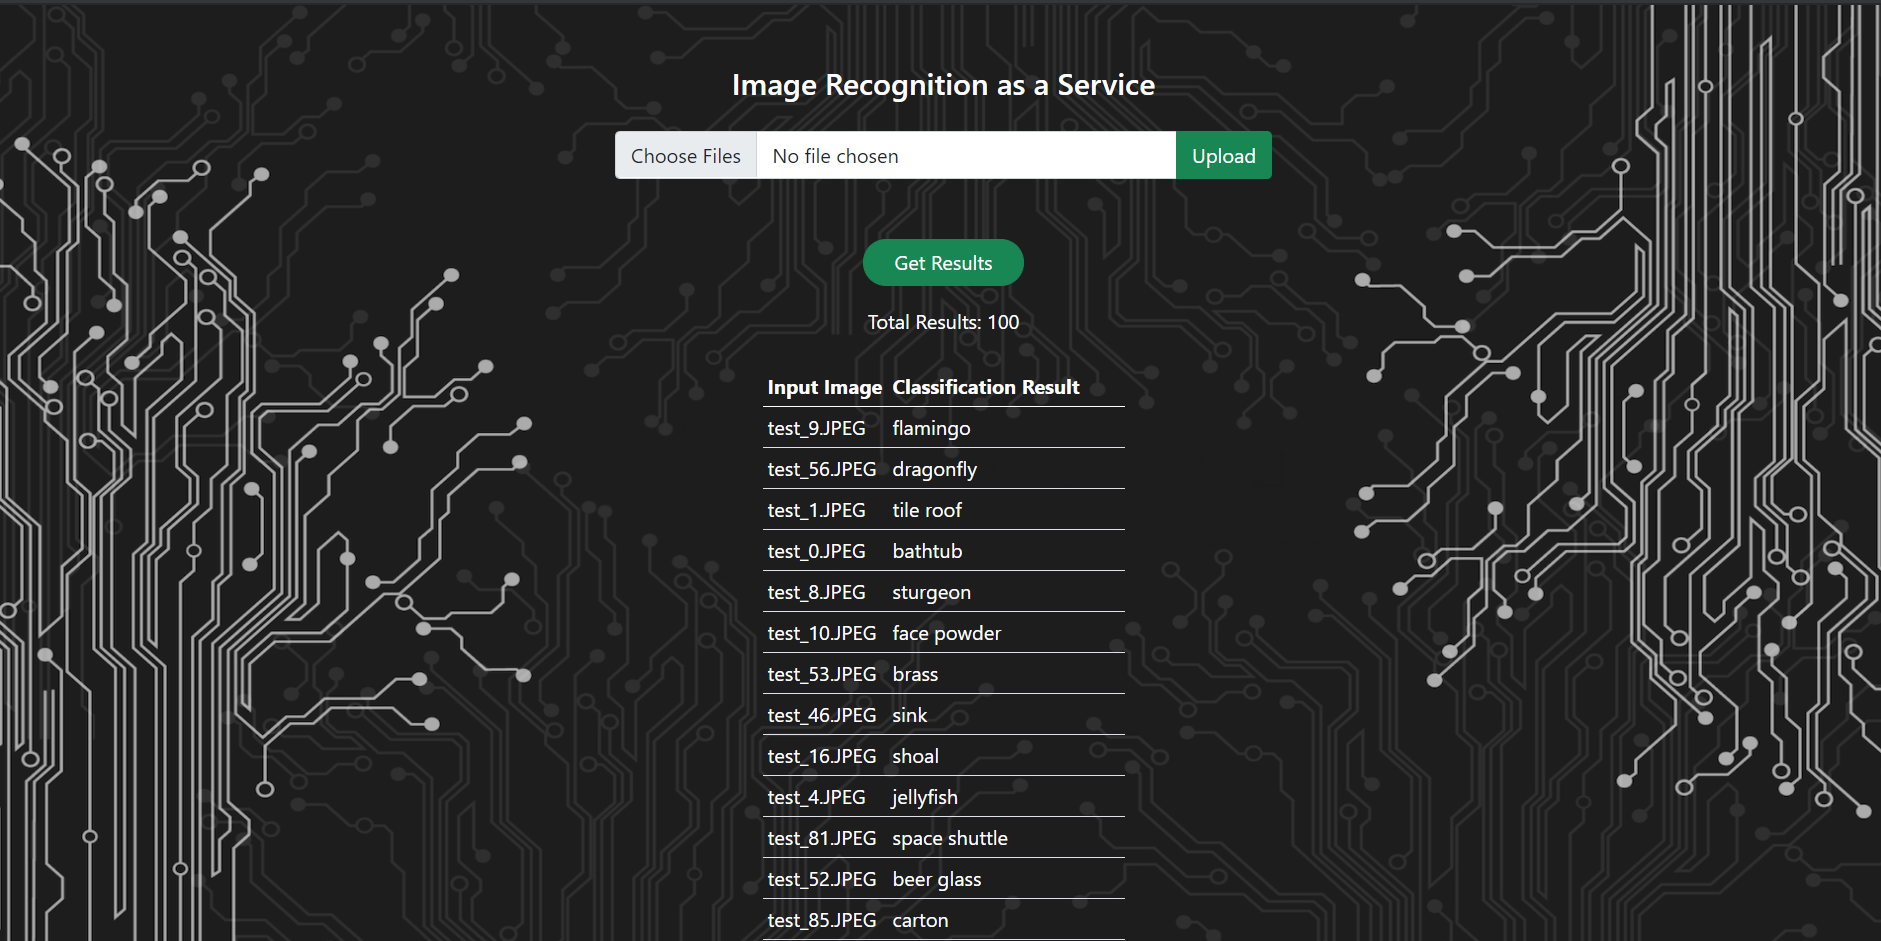 Image Recognition as a Service
Choose Files No file chosen Upload
Get Results
Total Results: 100
Input Image Classification Result
test_9.JPEG flamingo
test_56.JPEG dragonfly
test_1.JPEG tile roof
test_0.JPEG bathtub
test_8.JPEG sturgeon
test_10.JPEG face powder
test_53.JPEG brass
test_46.JPEG sink
test_16.JPEG shoal
test_4.JPEG jellyfish
test_81.JPEG space shuttle
test_52.JPEG beer glass
test_85.JPEG carton